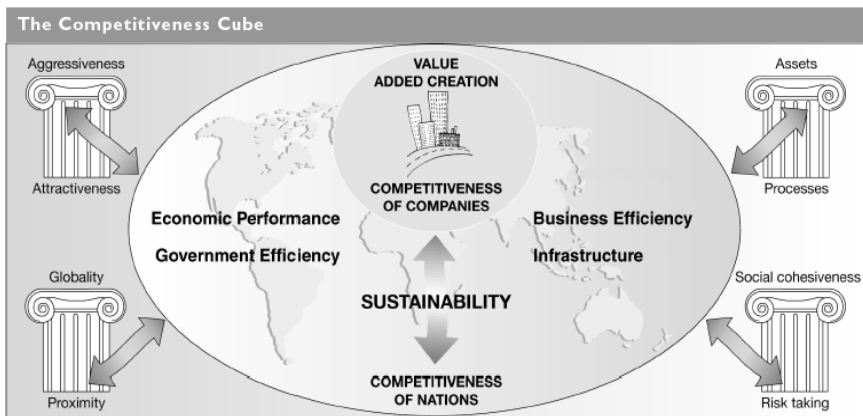 The Competitiveness Cube
Aggressiveness
Attractiveness
Globality
Proximity
VALUE
ADDED CREATION
COMPETITIVENESS
OF COMPANIES
Economic Performance
Government Efficiency
Business Efficiency
Infrastructure
SUSTAINABILITY
COMPETITIVENESS
OF NATIONS
Assets
Processes
Social cohesiveness
Risk taking